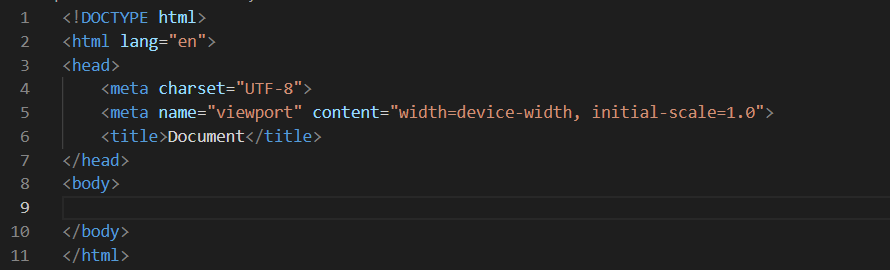 1 <!DOCTYPE html>
2 <html lang="en">
3 <head>
4     <meta charset="UTF-8">
5     <meta name="viewport" content="width=device-width, initial-scale=1.0">
6     <title>Document</title>
7 </head>
8 <body>
9
10 </body>
11 </html>